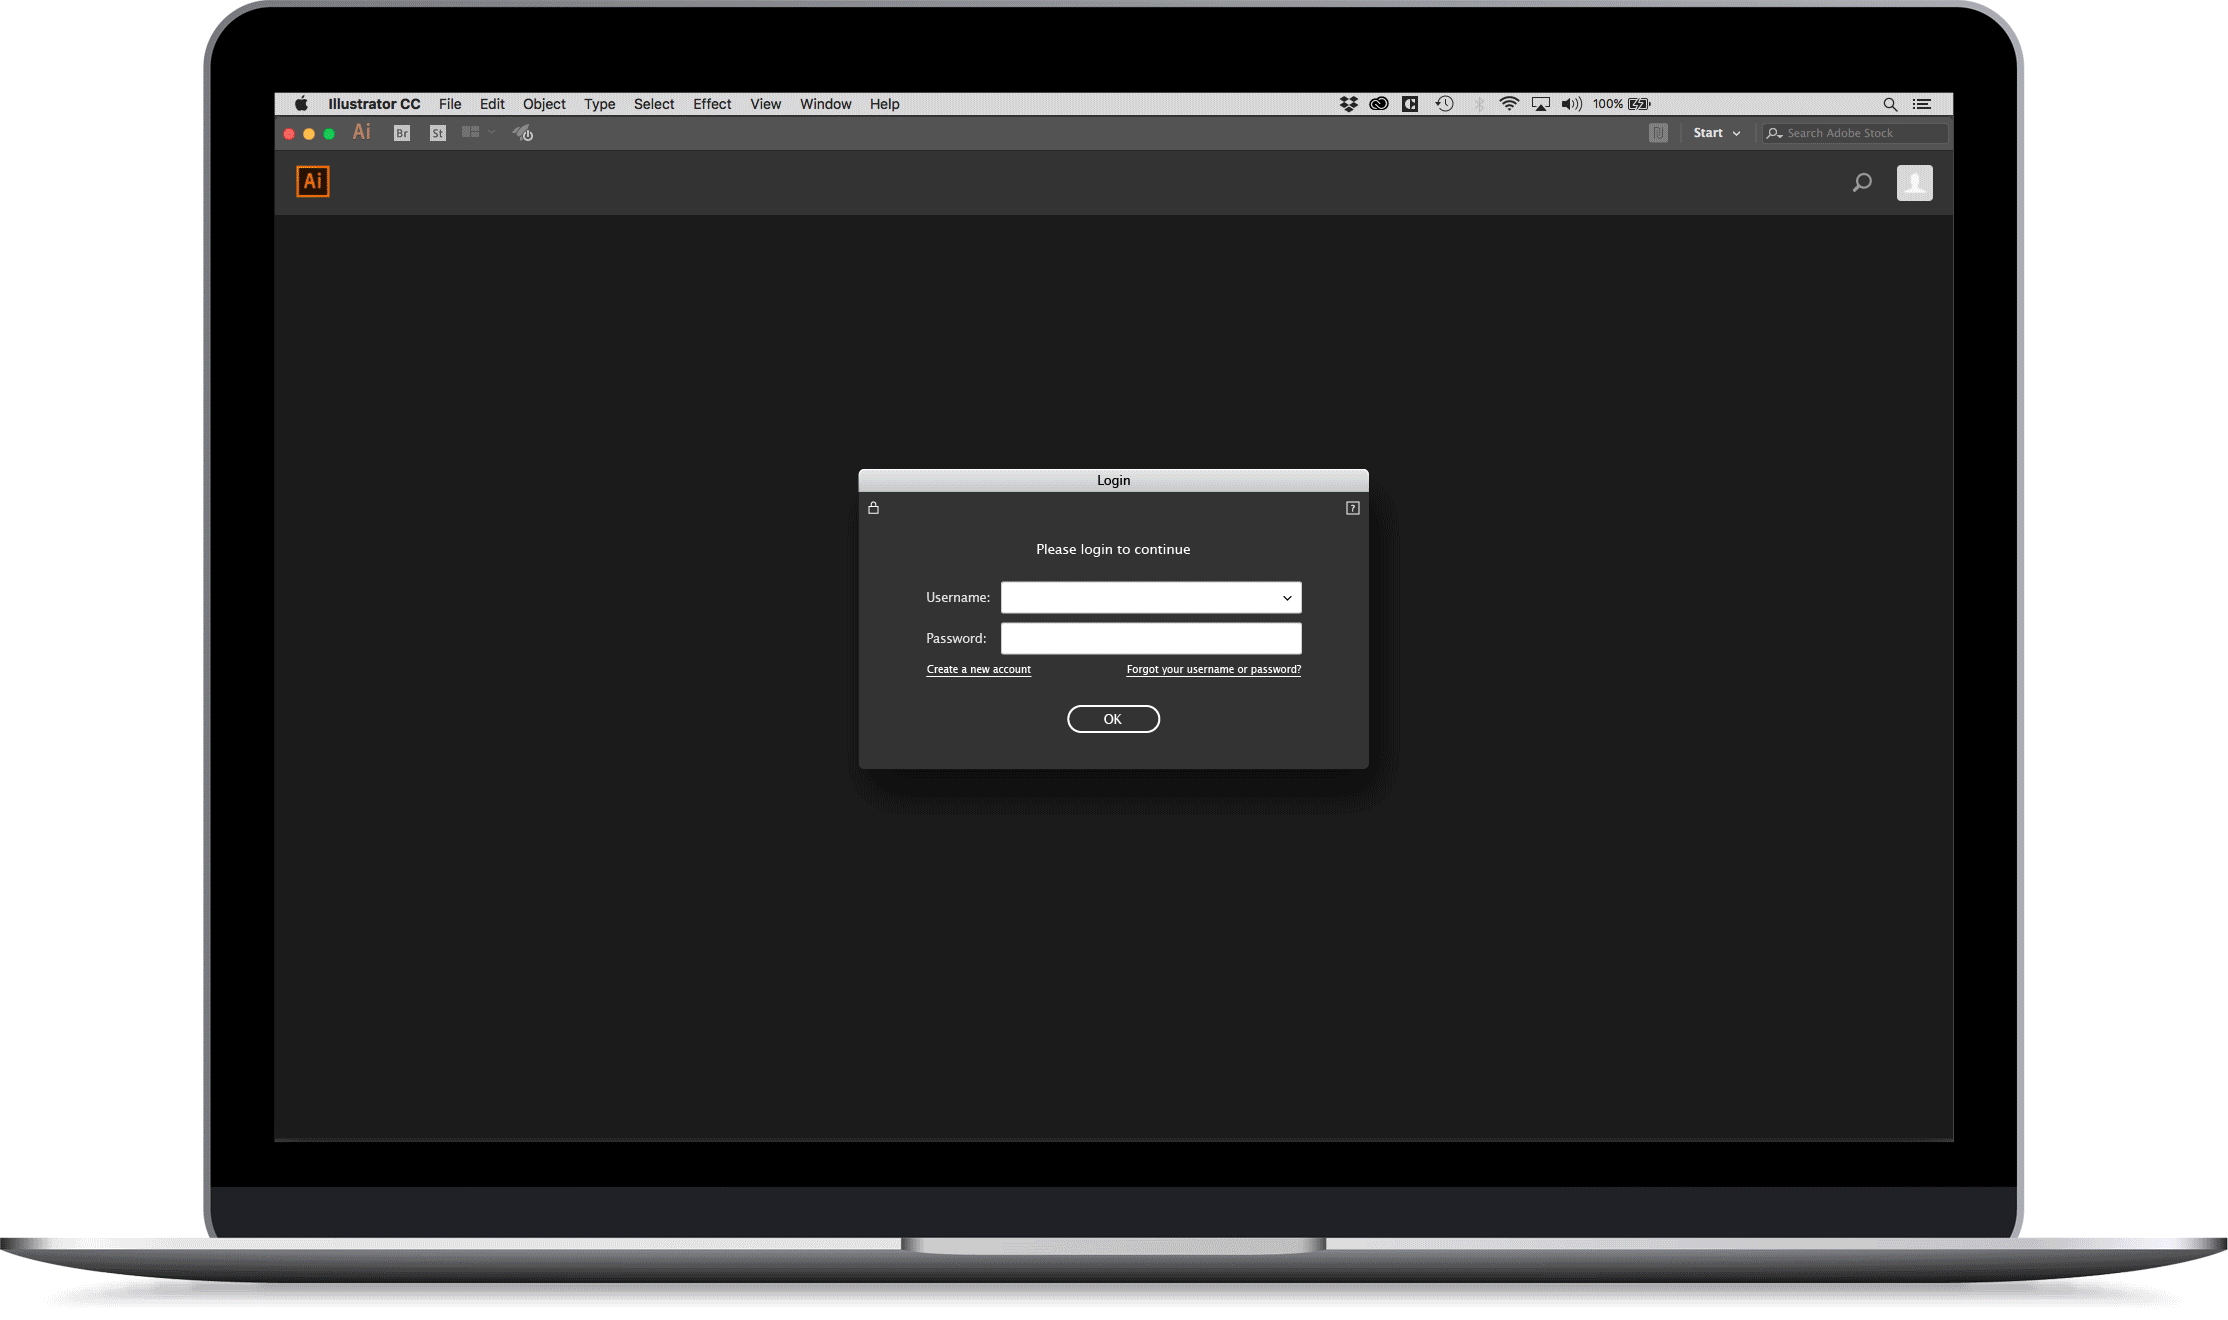 Illustrator CC File Edit Object Type Select Effect View Window Help 100%
Ai Br St Start Search Adobe Stock
Ai
Login
?
Please login to continue
Username:
Password:
Create a new account Forgot your username or password?
OK